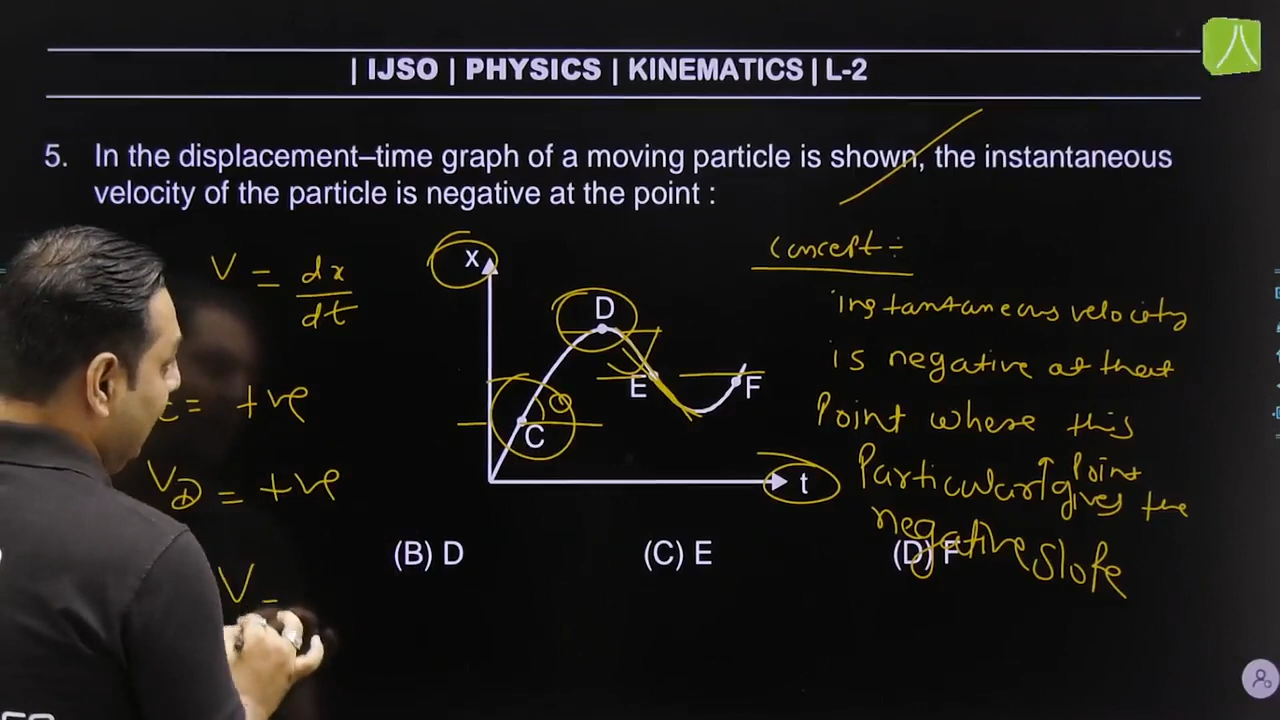 | IJSO | PHYSICS | KINEMATICS | L-2
5. In the displacement–time graph of a moving particle is shown, the instantaneous
velocity of the particle is negative at the point :
V = dx
dt
= +ve
VD = +ve
V =
x
D
E
F
C
t
Concept :-
instantaneous velocity
is negative at that
Point where this
Particular Point
gives the
negative slope
(B) D
(C) E
(D) F